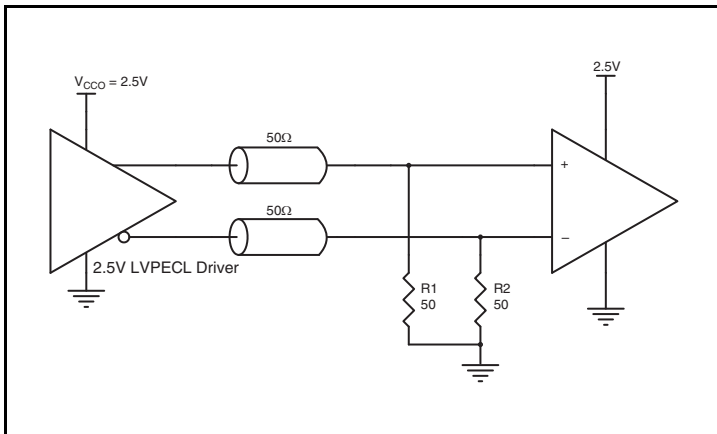 V_CCO = 2.5V
2.5V
50Ω
+
50Ω
–
2.5V LVPECL Driver
R1
50
R2
50